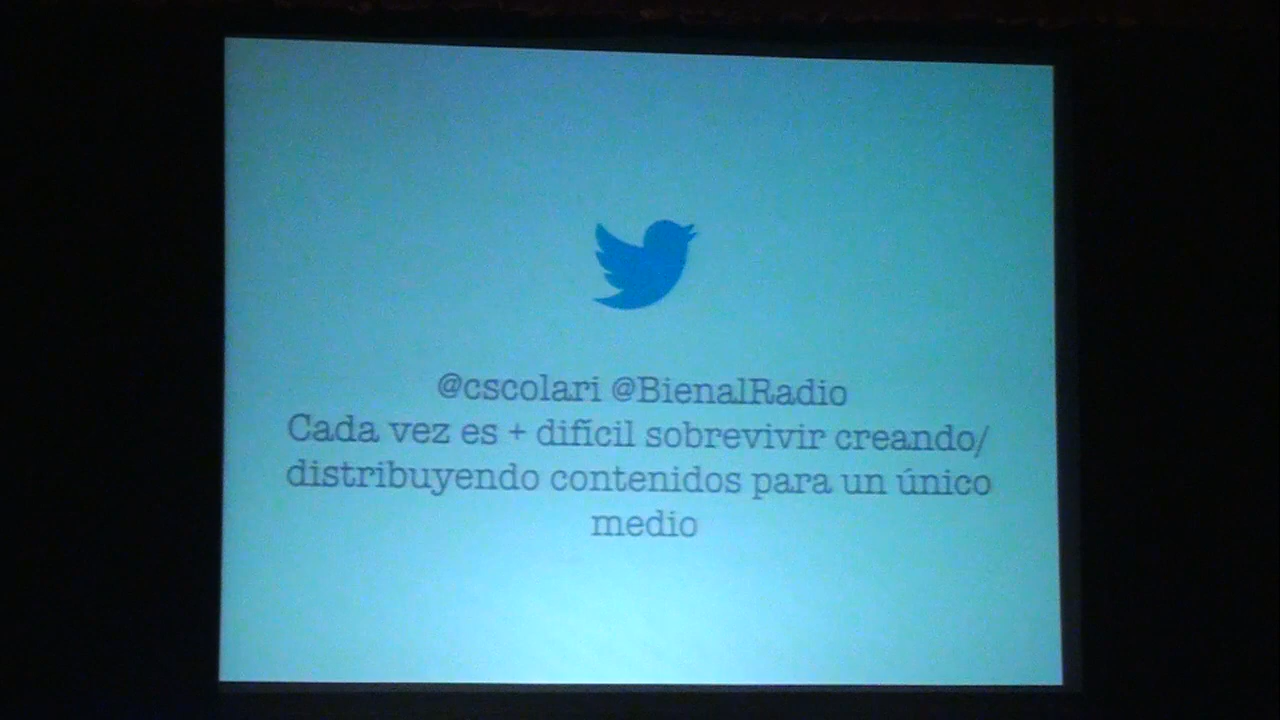 @cscolari @BienalRadio
Cada vez es + difícil sobrevivir creando/
distribuyendo contenidos para un único
medio